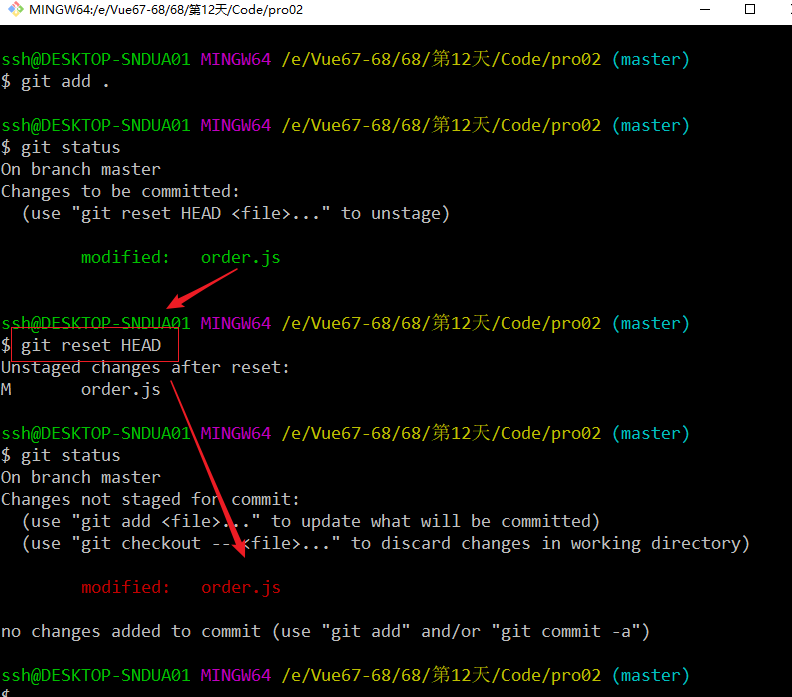 MINGW64:/e/Vue67-68/68/第12天/Code/pro02
ssh@DESKTOP-SNDUA01 MINGW64 /e/Vue67-68/68/第12天/Code/pro02 (master)
$ git add .
ssh@DESKTOP-SNDUA01 MINGW64 /e/Vue67-68/68/第12天/Code/pro02 (master)
$ git status
On branch master
Changes to be committed:
  (use "git reset HEAD <file>..." to unstage)
        modified:   order.js
ssh@DESKTOP-SNDUA01 MINGW64 /e/Vue67-68/68/第12天/Code/pro02 (master)
$ git reset HEAD
Unstaged changes after reset:
M       order.js
ssh@DESKTOP-SNDUA01 MINGW64 /e/Vue67-68/68/第12天/Code/pro02 (master)
$ git status
On branch master
Changes not staged for commit:
  (use "git add <file>..." to update what will be committed)
  (use "git checkout -- <file>..." to discard changes in working directory)
        modified:   order.js
no changes added to commit (use "git add" and/or "git commit -a")
ssh@DESKTOP-SNDUA01 MINGW64 /e/Vue67-68/68/第12天/Code/pro02 (master)
$